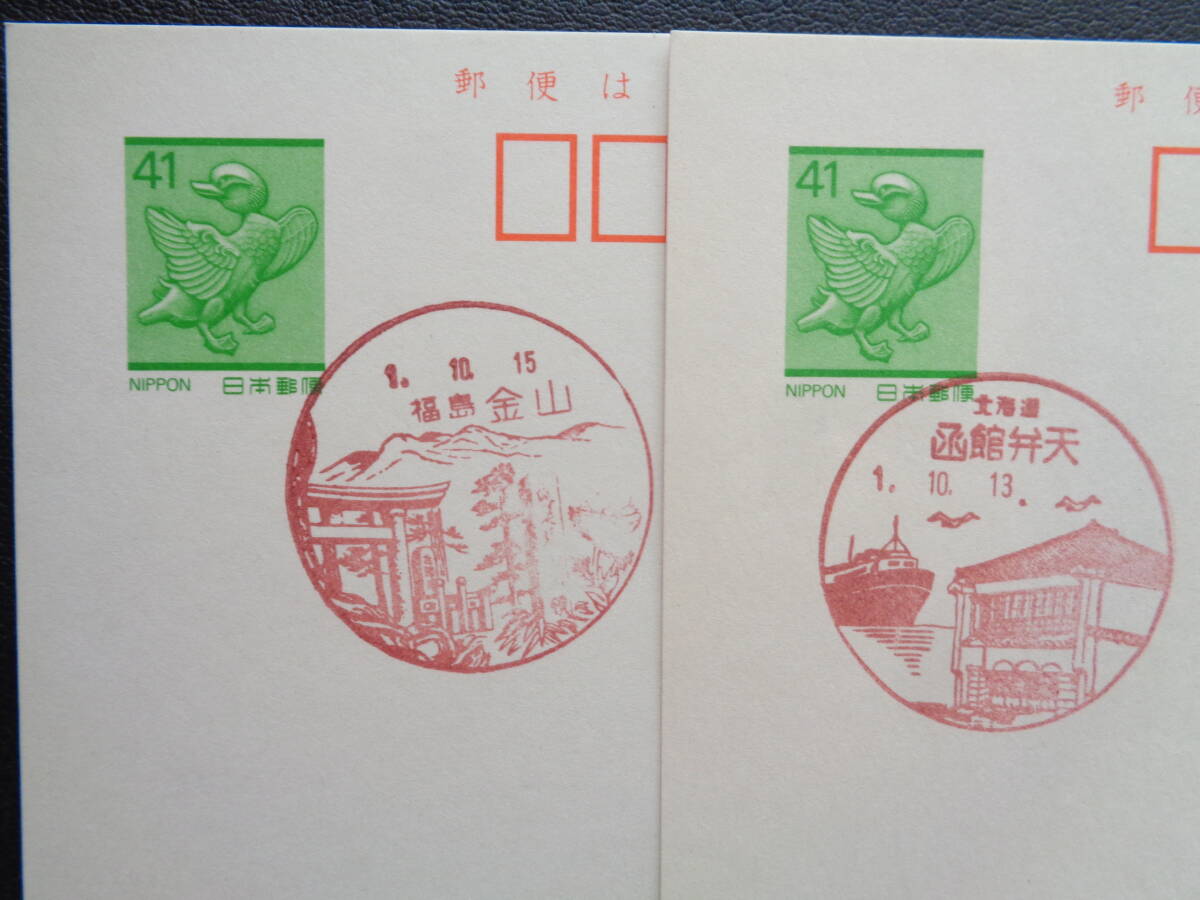 郵便は
41
NIPPON 日本郵便
1. 10. 15
福島 金山
郵便
41
NIPPON 日本郵便
北海道
函館弁天
1. 10. 13.